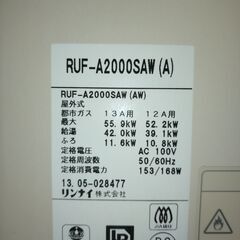 RUF-A2000SAW(A)
RUF-A2000SAW(AW)
屋外式
都市ガス 13A用 12A用
最大 55.9kW 52.2kW
給湯 42.0kW 39.1kW
ふろ 11.6kW 10.8kW
定格電圧 AC 100V
定格周波数 50/60Hz
定格消費電力 153/168W
13.05-028477
リンナイ株式会社